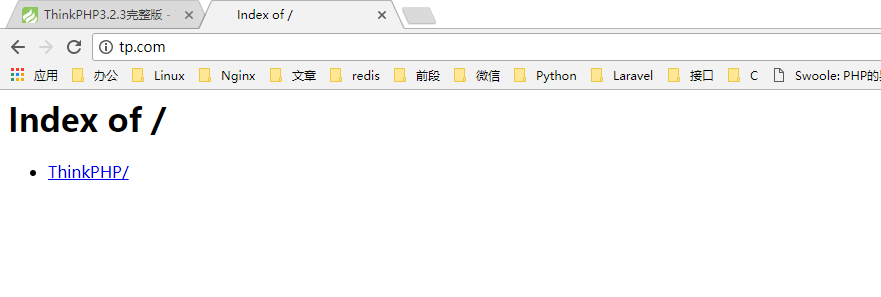 ThinkPHP3.2.3完整版 -
Index of /
tp.com
应用 办公 Linux Nginx 文章 redis 前段 微信 Python Laravel 接口 C Swoole: PHP的
Index of /
ThinkPHP/